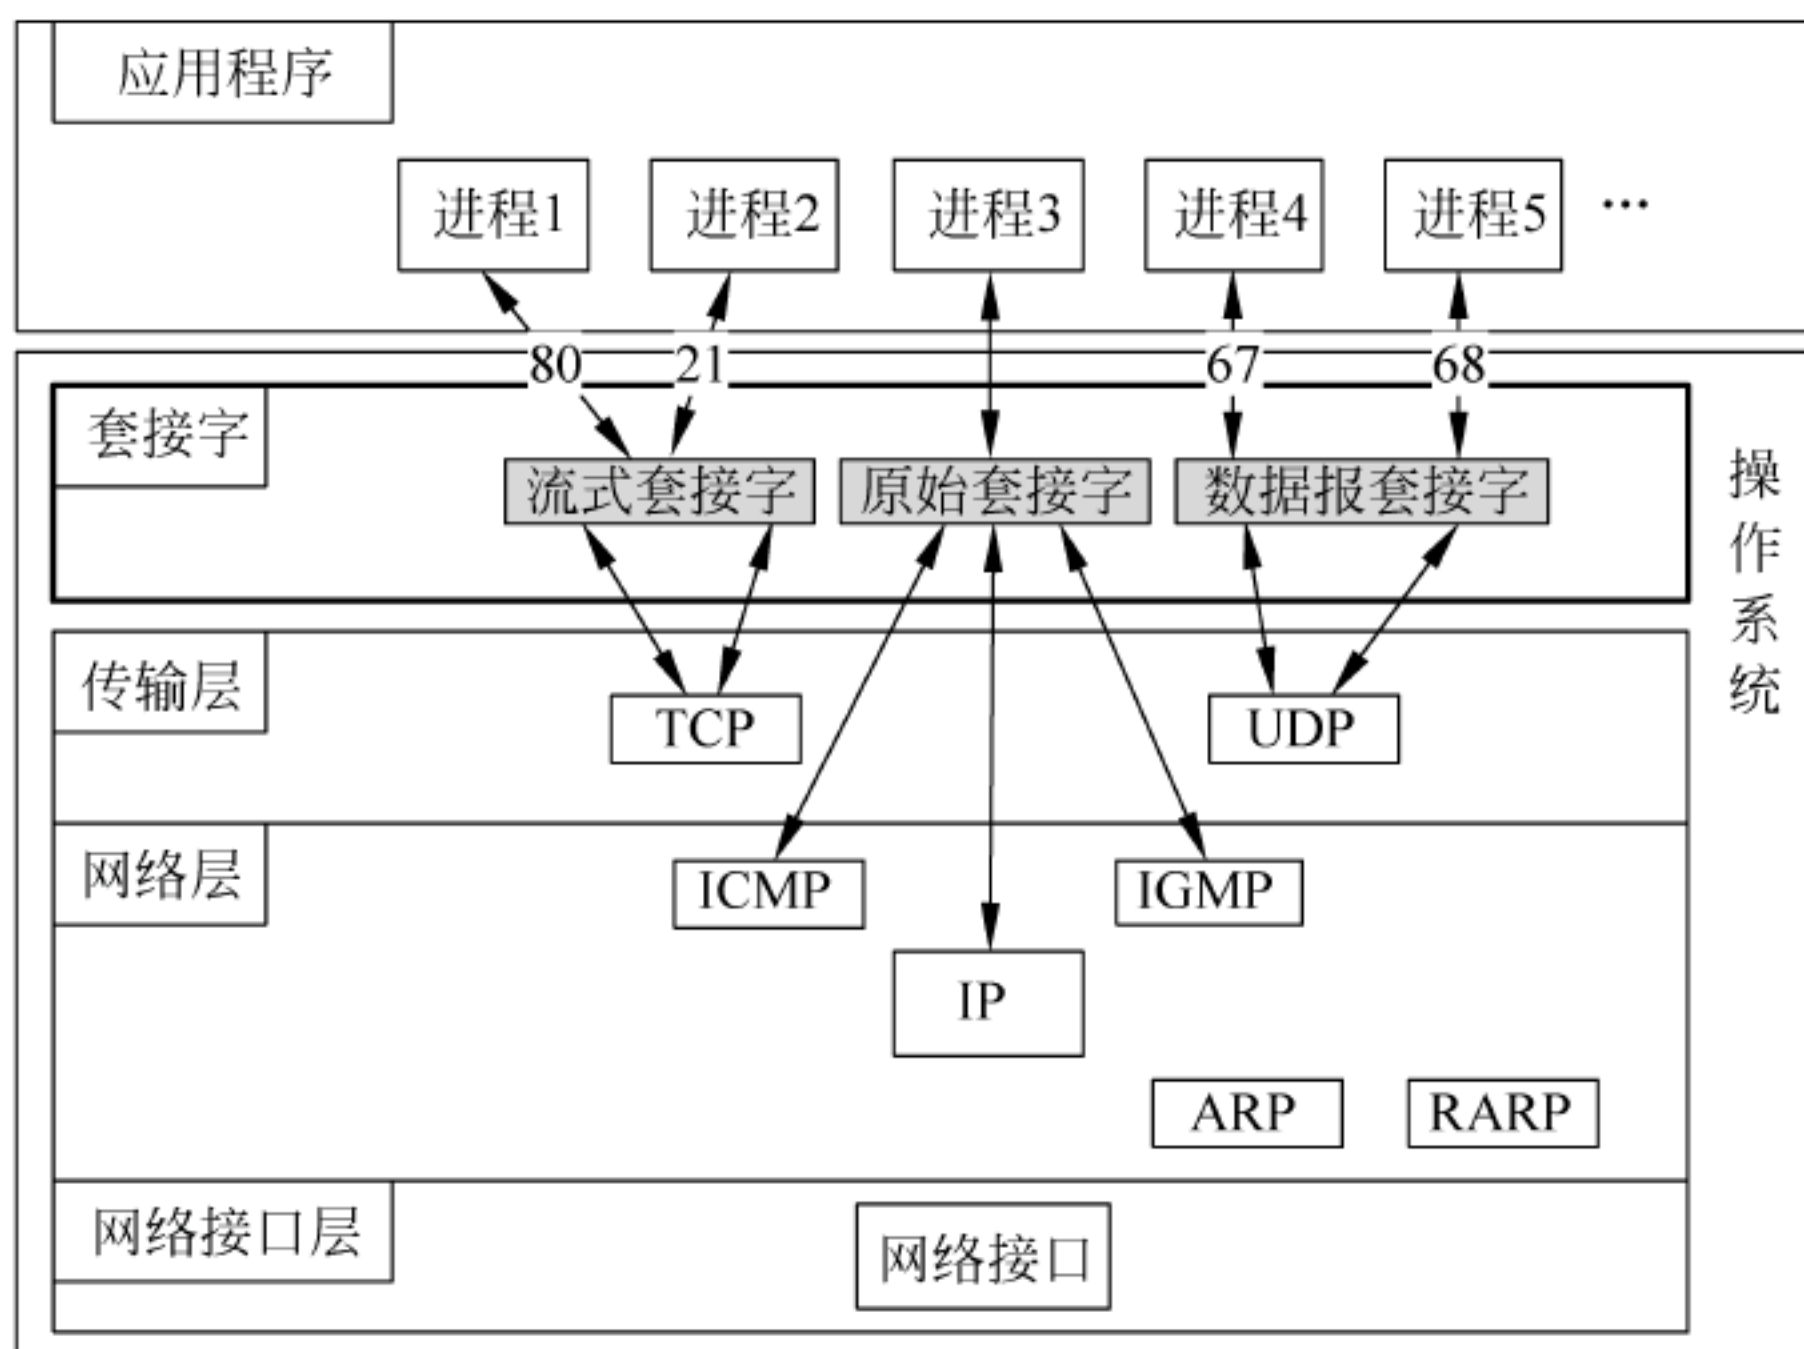 应用程序
进程1 进程2 进程3 进程4 进程5 ···
80 21 67 68
套接字
流式套接字 原始套接字 数据报套接字
操作系统
传输层
TCP UDP
网络层
ICMP IGMP
IP
ARP RARP
网络接口层
网络接口